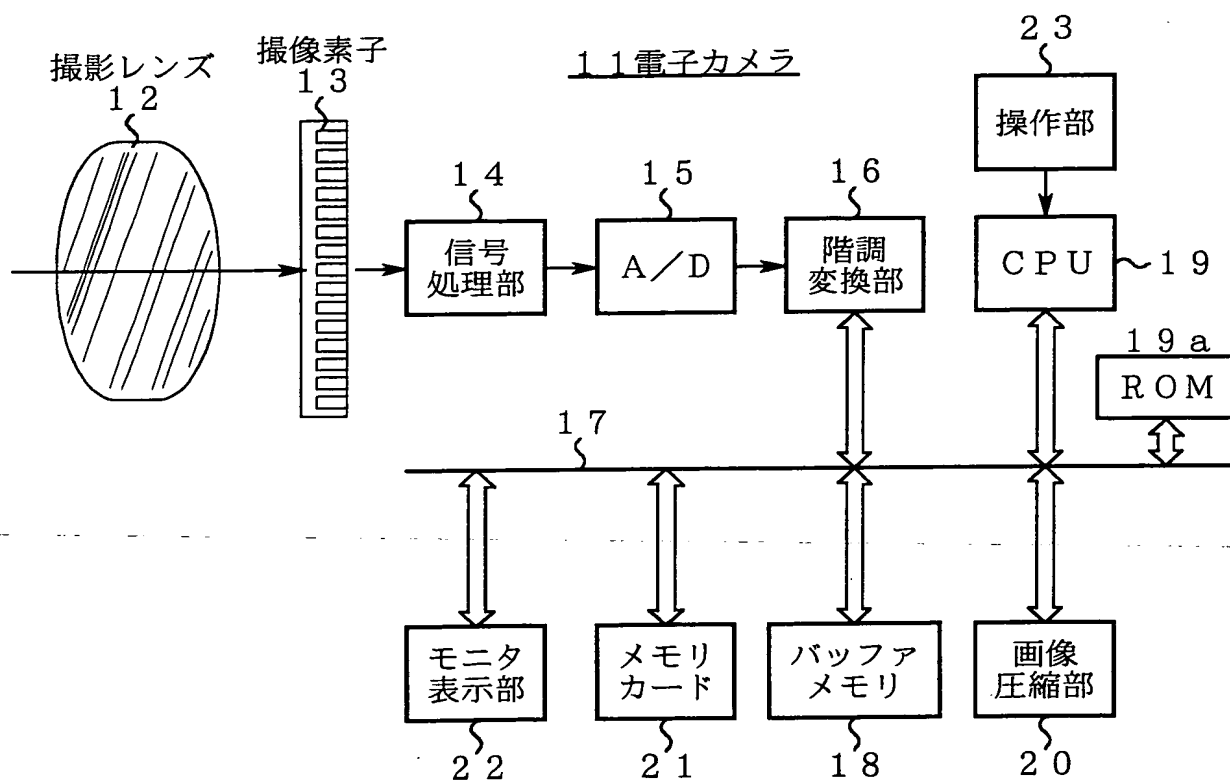 １１電子カメラ
撮影レンズ
１２
撮像素子
１３
１４
信号
処理部
１５
Ａ／Ｄ
１６
階調
変換部
２３
操作部
ＣＰＵ
１９
１９ａ
ＲＯＭ
１７
モニタ
表示部
２２
メモリ
カード
２１
バッファ
メモリ
１８
画像
圧縮部
２０